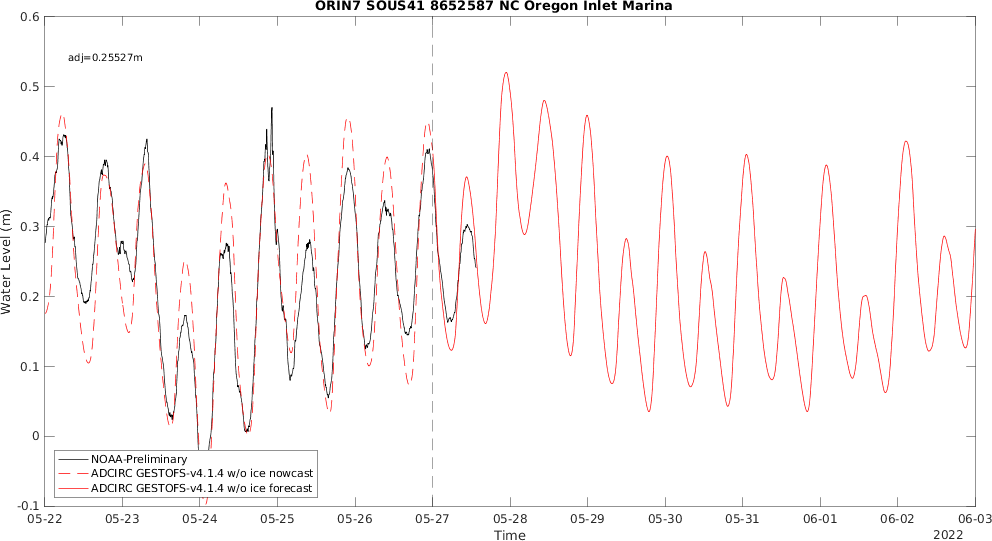 ORIN7 SOUS41 8652587 NC Oregon Inlet Marina
0.6
adj=0.25527m
0.5
0.4
0.3
0.2
0.1
0
-0.1
Water Level (m)
NOAA-Preliminary
ADCIRC GESTOFS-v4.1.4 w/o ice nowcast
ADCIRC GESTOFS-v4.1.4 w/o ice forecast
05-22 05-23 05-24 05-25 05-26 05-27 05-28 05-29 05-30 05-31 06-01 06-02 06-03
Time
2022